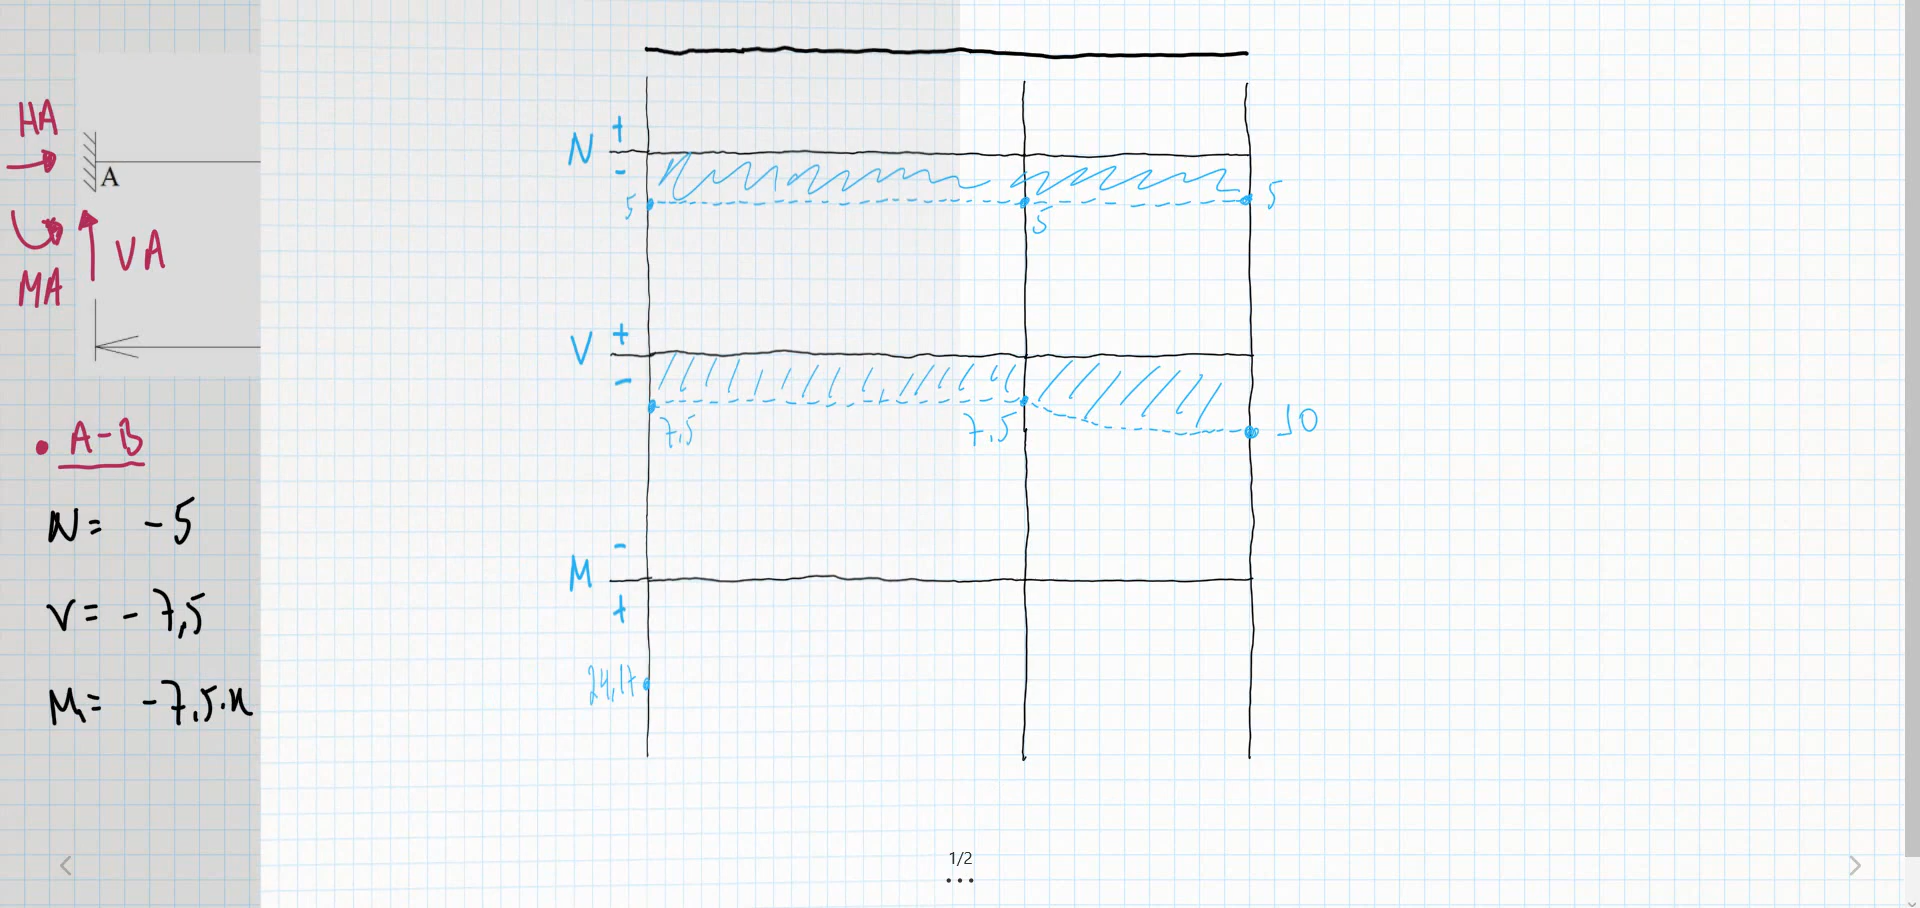 HA
A
VA
MA
• A-B
N= -5
V= -7,5
M= -7,5.x
N + -
5
5
5
V + -
7,5
7,5
10
M - +
24,17
1/2